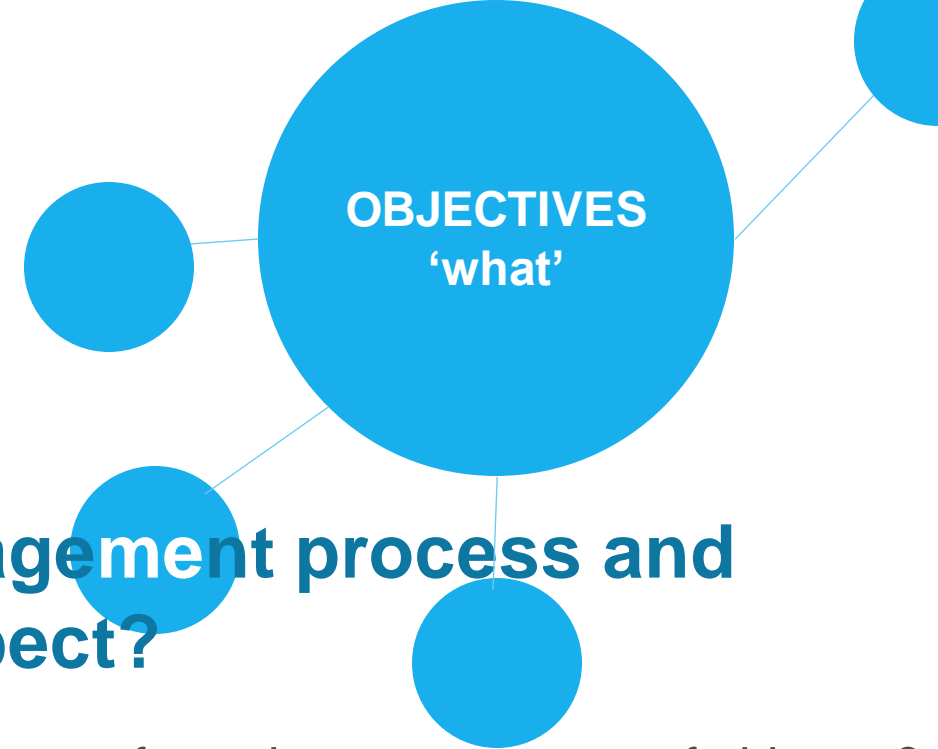 OBJECTIVES
‘what’
agement process and
pect?